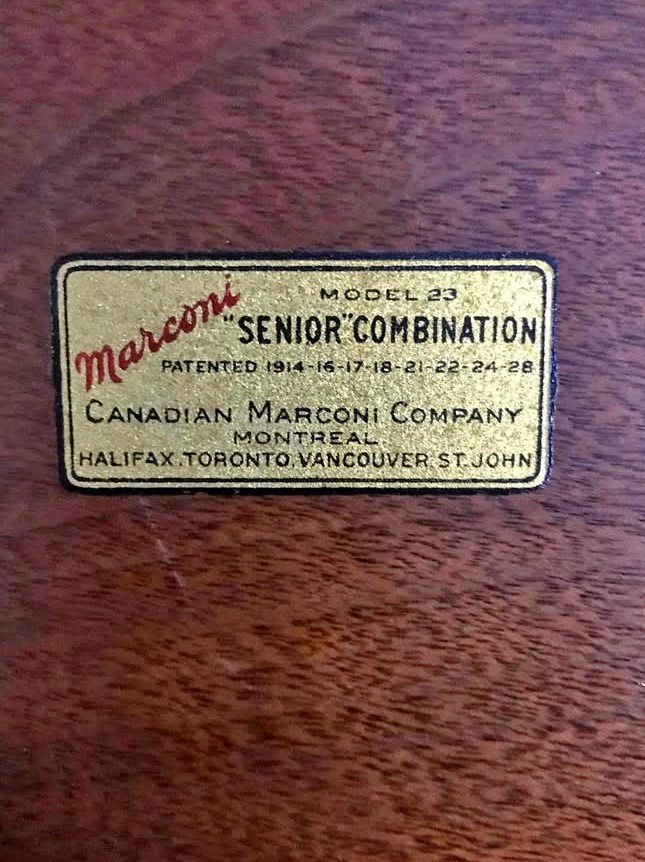 Marconi
MODEL 23
"SENIOR" COMBINATION
PATENTED 1914-16-17-18-21-22-24-28
CANADIAN MARCONI COMPANY
MONTREAL
HALIFAX. TORONTO. VANCOUVER. ST. JOHN